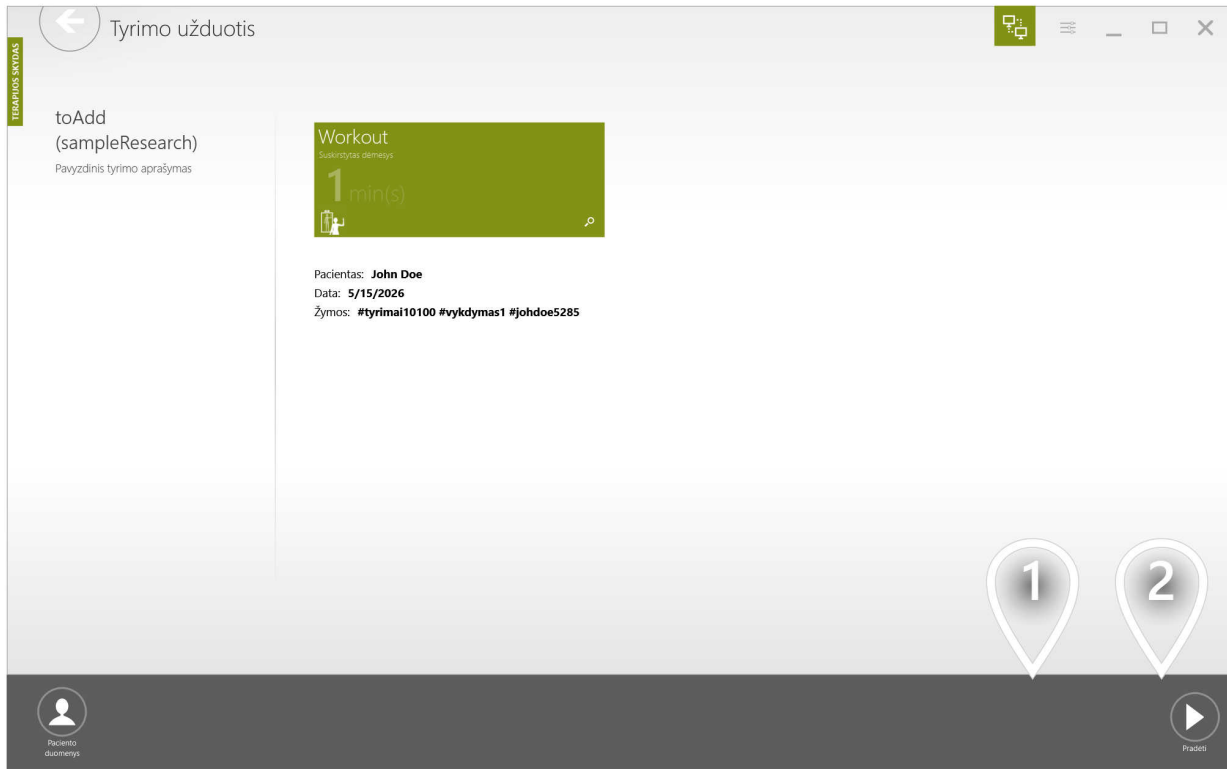 Tyrimo užduotis
TERAPIJOS SKYDAS
toAdd
(sampleResearch)
Pavyzdinis tyrimo aprašymas
Workout
Suskirstytas dėmesys
1 min(s)
Pacientas: John Doe
Data: 5/15/2026
Žymos: #tyrimai10100 #vykdymas1 #johdoe5285
1
2
Paciento
duomenys
Pradėti